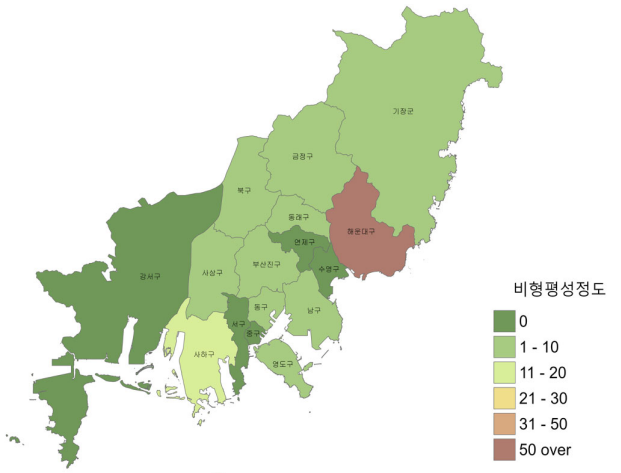 기장군
금정구
북구
동래구
해운대구
연제구
부산진구
수영구
사상구
강서구
동구
남구
서구
중구
사하구
영도구
비형평성정도
0
1 - 10
11 - 20
21 - 30
31 - 50
50 over